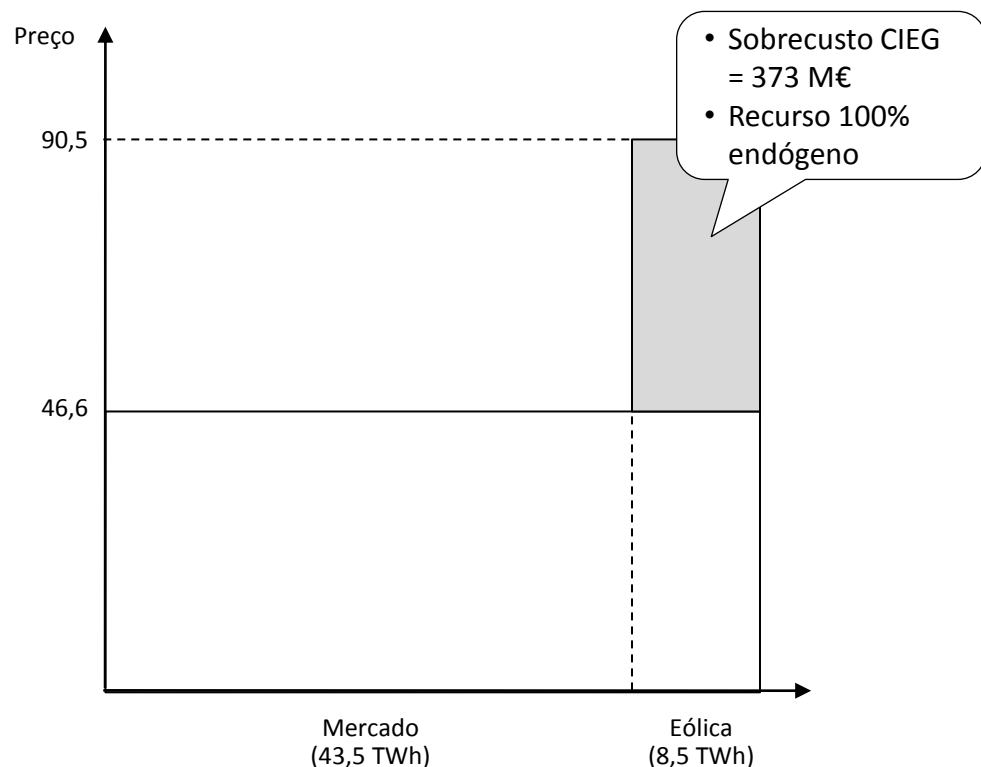 Preço
• Sobrecusto CIEG
= 373 M€
• Recurso 100%
endógeno
90,5
46,6
Mercado
(43,5 TWh)
Eólica
(8,5 TWh)